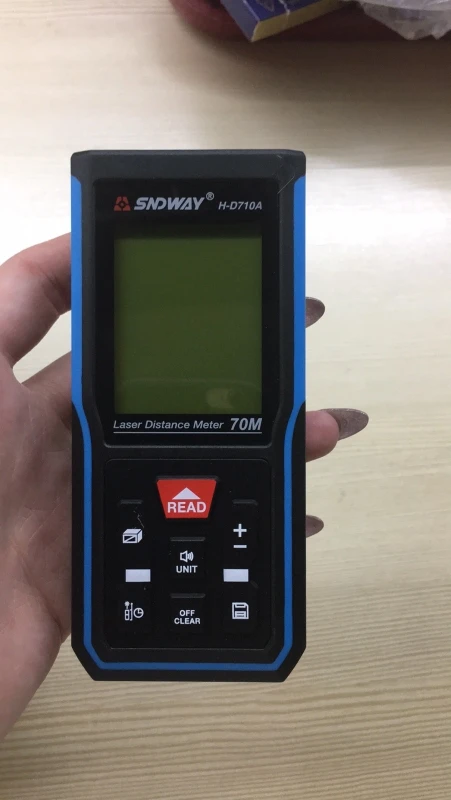 SNDWAY® H-D710A
Laser Distance Meter 70M
READ
+
−
UNIT
OFF
CLEAR